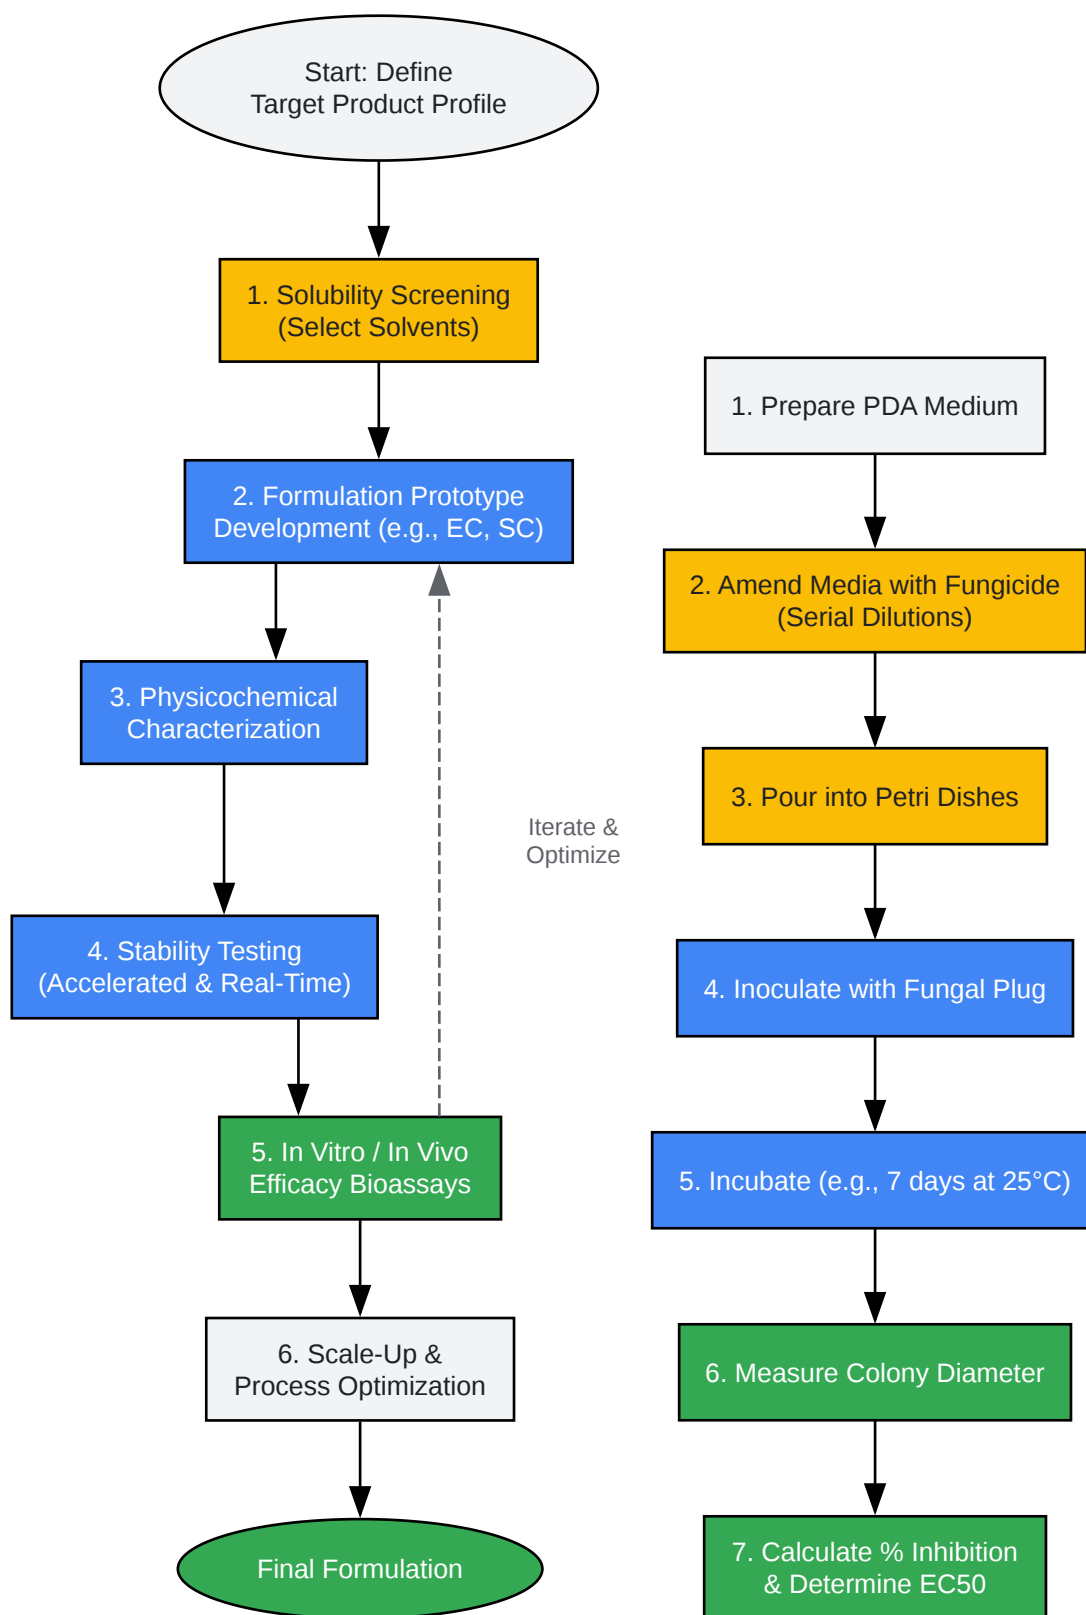 Start: Define
Target Product Profile
1. Solubility Screening
(Select Solvents)
2. Formulation Prototype
Development (e.g., EC, SC)
3. Physicochemical
Characterization
Iterate &
Optimize
4. Stability Testing
(Accelerated & Real-Time)
5. In Vitro / In Vivo
Efficacy Bioassays
6. Scale-Up &
Process Optimization
Final Formulation
1. Prepare PDA Medium
2. Amend Media with Fungicide
(Serial Dilutions)
3. Pour into Petri Dishes
4. Inoculate with Fungal Plug
5. Incubate (e.g., 7 days at 25°C)
6. Measure Colony Diameter
7. Calculate % Inhibition
& Determine EC50